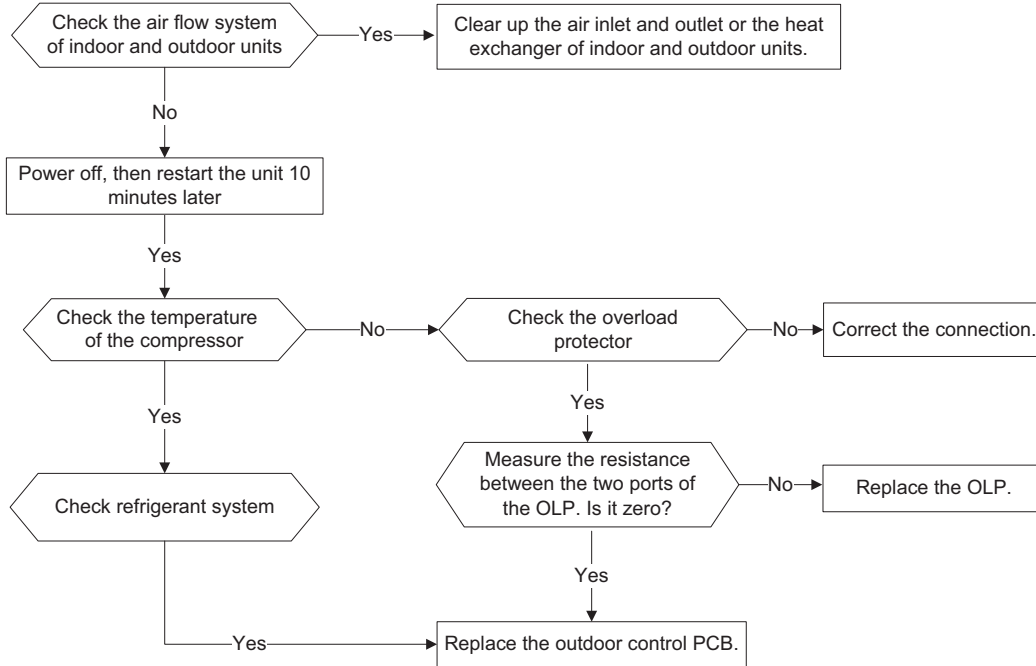 Check the air flow system
of indoor and outdoor units
Yes
Clear up the air inlet and outlet or the heat
exchanger of indoor and outdoor units.
No
Power off, then restart the unit 10
minutes later
Yes
Check the temperature
of the compressor
No
Check the overload
protector
No
Correct the connection.
Yes
Yes
Check refrigerant system
Measure the resistance
between the two ports of
the OLP. Is it zero?
No
Replace the OLP.
Yes
Yes
Replace the outdoor control PCB.